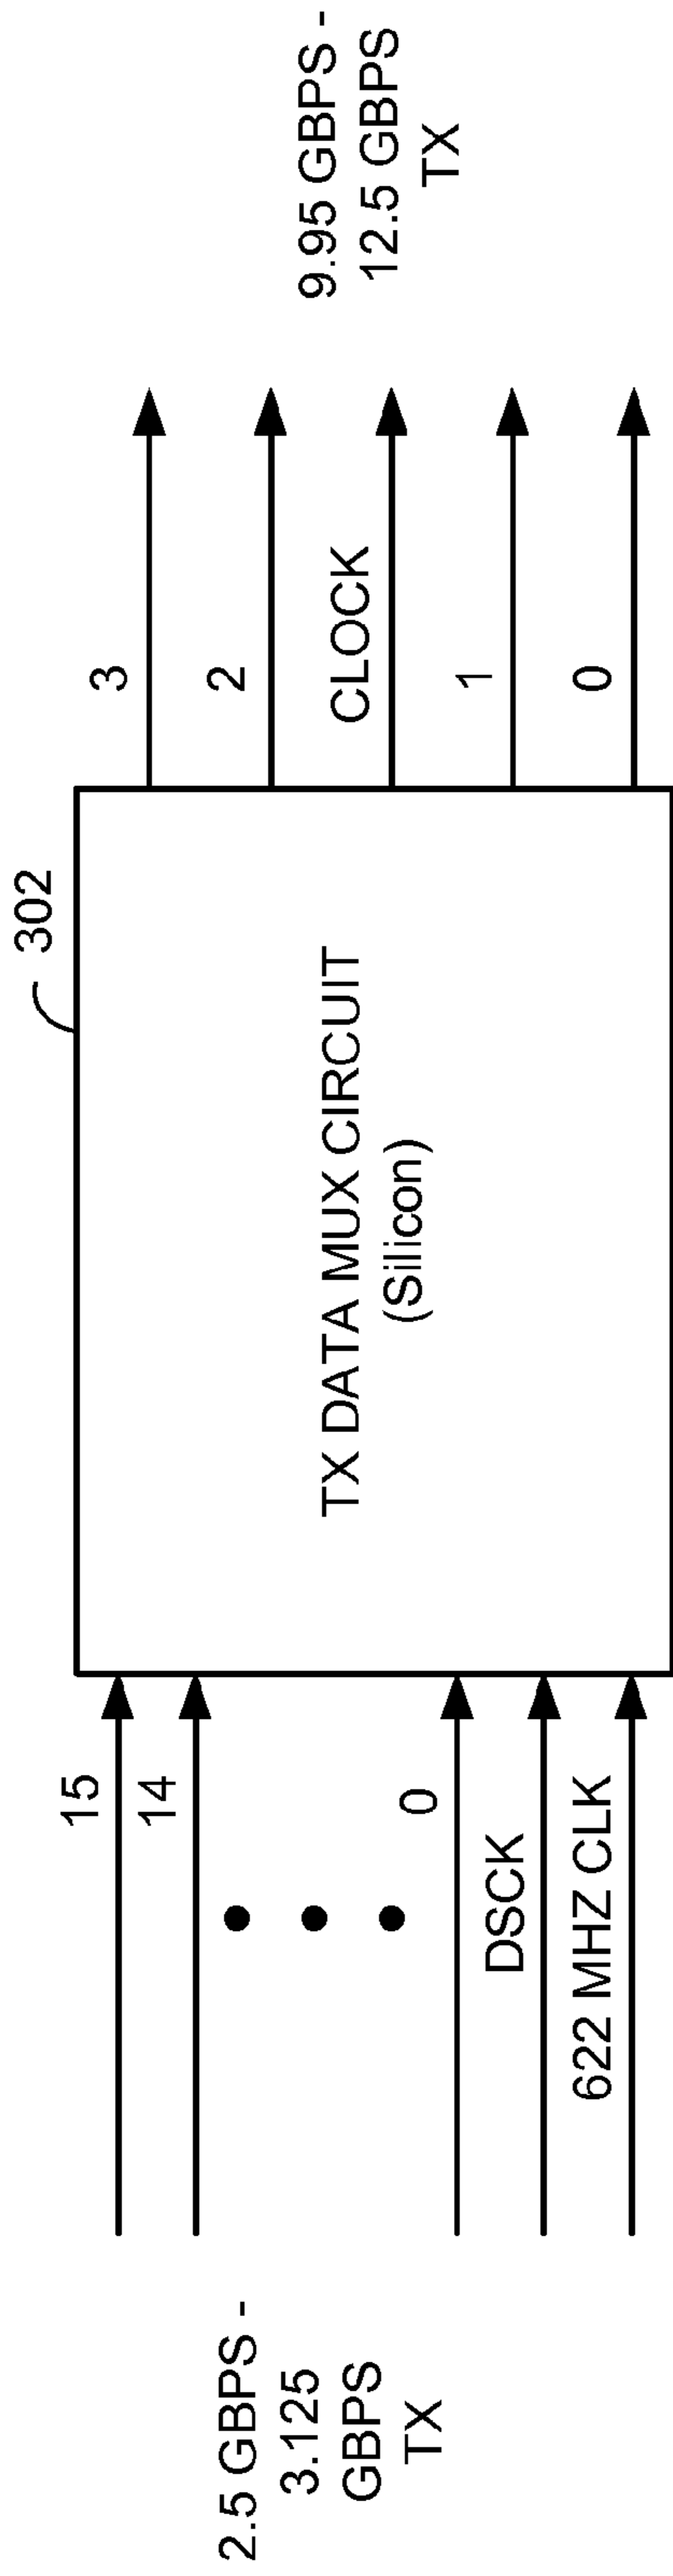 2.5 GBPS -
3.125
GBPS
TX
15
14
0
DSCK
622 MHZ CLK
302
TX DATA MUX CIRCUIT
(Silicon)
3
2
CLOCK
1
0
9.95 GBPS -
12.5 GBPS
TX